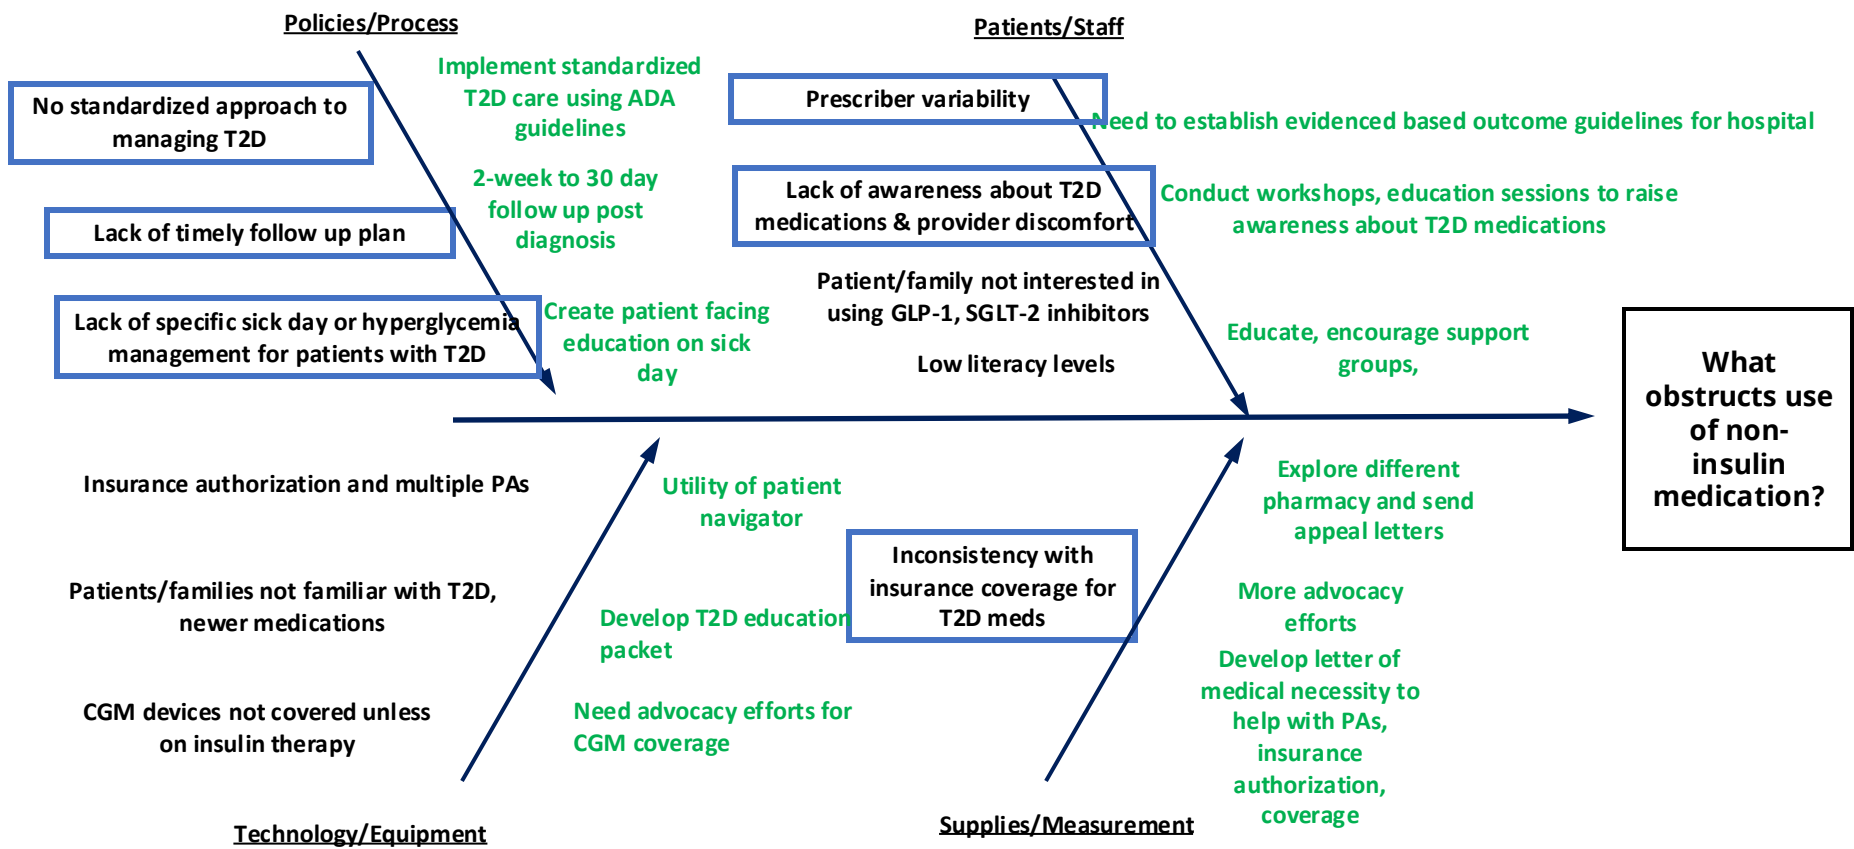 Policies/Process
No standardized approach to
managing T2D
Lack of timely follow up plan
Lack of specific sick day or hyperglycemia
management for patients with T2D
Implement standardized
T2D care using ADA
guidelines
2-week to 30 day
follow up post
diagnosis
Create patient facing
education on sick
day
Patients/Staff
Prescriber variability
Lack of awareness about T2D
medications & provider discomfort
Patient/family not interested in
using GLP-1, SGLT-2 inhibitors
Low literacy levels
Need to establish evidenced based outcome guidelines for hospital
Conduct workshops, education sessions to raise
awareness about T2D medications
Educate, encourage support
groups,
What
obstructs use
of non-
insulin
medication?
Insurance authorization and multiple PAs
Patients/families not familiar with T2D,
newer medications
CGM devices not covered unless
on insulin therapy
Utility of patient
navigator
Develop T2D education
packet
Need advocacy efforts for
CGM coverage
Technology/Equipment
Inconsistency with
insurance coverage for
T2D meds
Explore different
pharmacy and send
appeal letters
More advocacy
efforts
Develop letter of
medical necessity to
help with PAs,
insurance
authorization,
coverage
Supplies/Measurement